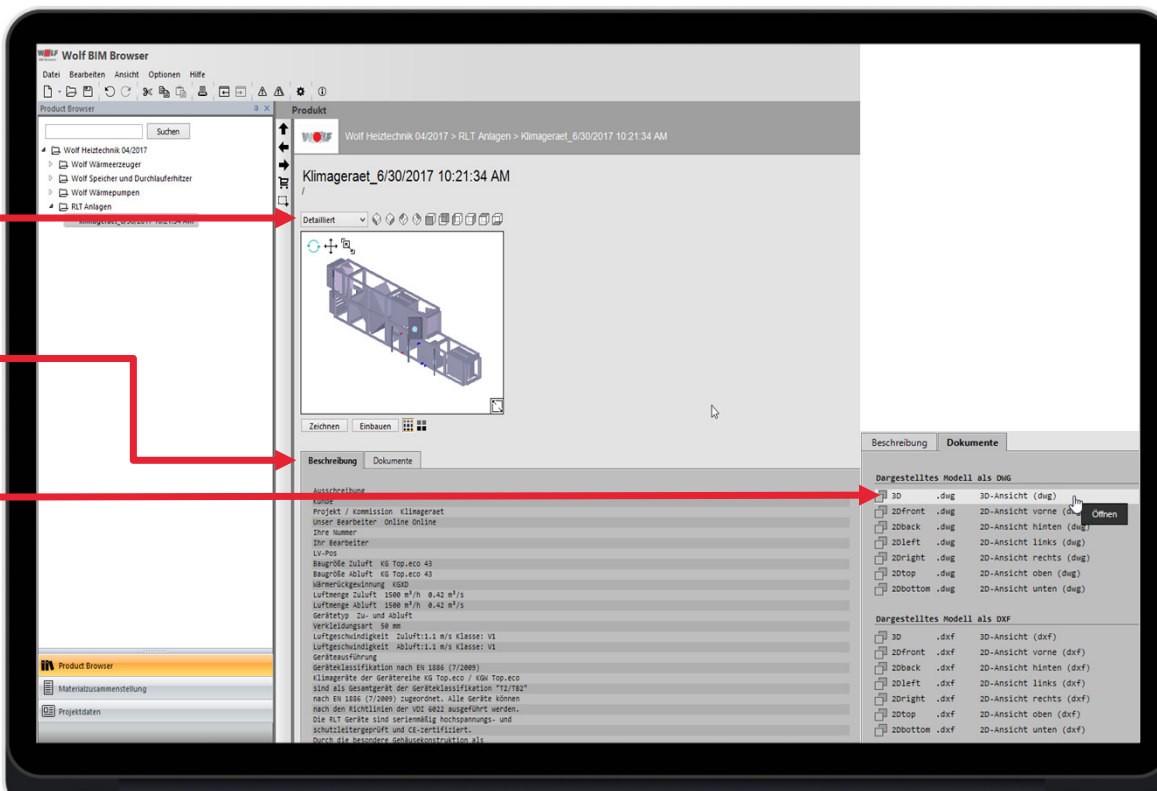 WOLF Wolf BIM Browser
Datei Bearbeiten Ansicht Optionen Hilfe
Product Browser
Suchen
Wolf Heiztechnik 04/2017
Wolf Wärmeerzeuger
Wolf Speicher und Durchlauferhitzer
Wolf Wärmepumpen
RLT Anlagen
Klimageraet_6/30/2017 10:21:34 AM
Product Browser
Materialzusammenstellung
Projektdaten
Produkt
WOLF Wolf Heiztechnik 04/2017 > RLT Anlagen > Klimageraet_6/30/2017 10:21:34 AM
Klimageraet_6/30/2017 10:21:34 AM
/
Detailliert
Zeichnen Einbauen
Beschreibung Dokumente
Ausschreibung
Kunde
Projekt / Kommission Klimageraet
Unser Bearbeiter Online Online
Ihre Nummer
Ihr Bearbeiter
LV-Pos
Baugröße Zuluft KG Top.eco 43
Baugröße Abluft KG Top.eco 43
Wärmerückgewinnung KGXD
Luftmenge Zuluft 1500 m³/h 0.42 m³/s
Luftmenge Abluft 1500 m³/h 0.42 m³/s
Gerätetyp Zu- und Abluft
Verkleidungsart 50 mm
Luftgeschwindigkeit Zuluft:1.1 m/s Klasse: V1
Luftgeschwindigkeit Abluft:1.1 m/s Klasse: V1
Geräteausführung
Geräteklassifikation nach EN 1886 (7/2009)
Klimageräte der Gerätereihe KG Top.eco / KGW Top.eco
sind als Gesamtgerät der Geräteklassifikation "T2/TB2"
nach EN 1886 (7/2009) zugeordnet. Alle Geräte können
nach den Richtlinien der VDI 6022 ausgeführt werden.
Die RLT Geräte sind serienmäßig hochspannungs- und
schutzleitergeprüft und CE-zertifiziert.
Durch die besondere Gehäusekonstruktion als
Beschreibung Dokumente
Dargestelltes Modell als DWG
3D .dwg 3D-Ansicht (dwg)
2Dfront .dwg 2D-Ansicht vorne
Öffnen
2Dback .dwg 2D-Ansicht hinten (dwg)
2Dleft .dwg 2D-Ansicht links (dwg)
2Dright .dwg 2D-Ansicht rechts (dwg)
2Dtop .dwg 2D-Ansicht oben (dwg)
2Dbottom .dwg 2D-Ansicht unten (dwg)
Dargestelltes Modell als DXF
3D .dxf 3D-Ansicht (dxf)
2Dfront .dxf 2D-Ansicht vorne (dxf)
2Dback .dxf 2D-Ansicht hinten (dxf)
2Dleft .dxf 2D-Ansicht links (dxf)
2Dright .dxf 2D-Ansicht rechts (dxf)
2Dtop .dxf 2D-Ansicht oben (dxf)
2Dbottom .dxf 2D-Ansicht unten (dxf)